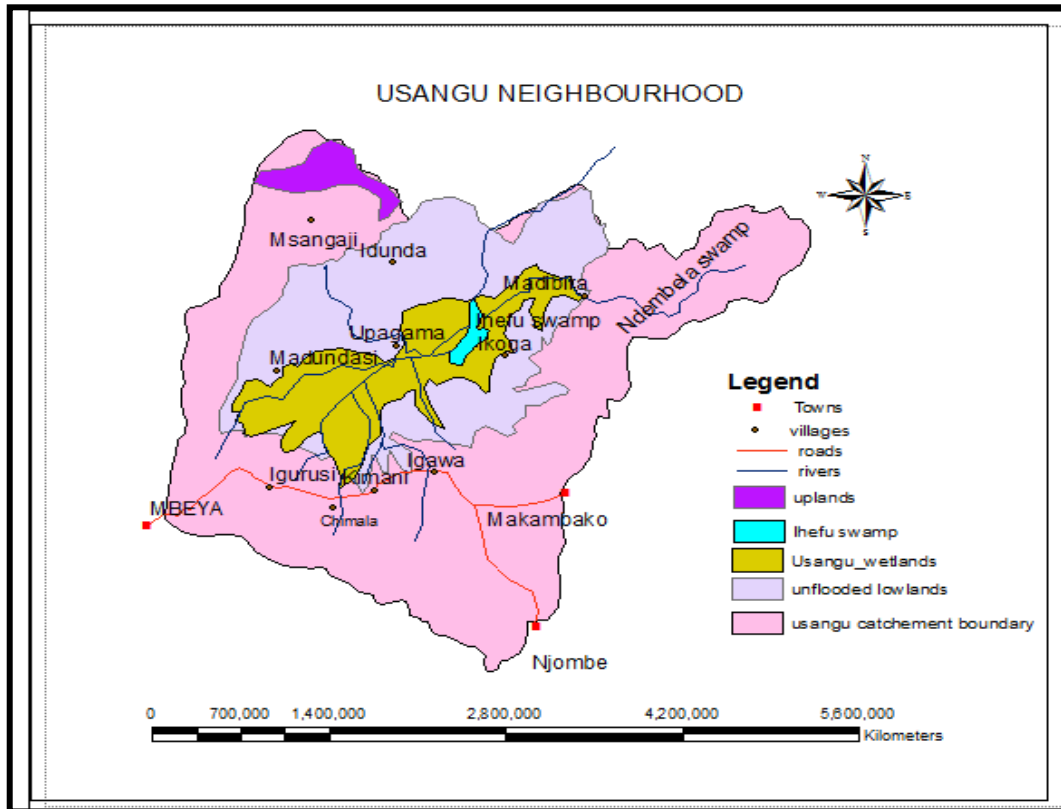 USANGU NEIGHBOURHOOD
N
W E
S
Msangaji
Idunda
Ndembela swamp
Madibira
Ihefu swamp
Upagama
Ikoga
Madundasi
Legend
Towns
villages
roads
rivers
uplands
Ihefu swamp
Usangu_wetlands
unflooded lowlands
usangu catchement boundary
Igawa
Igurusi
Kimani
MBEYA
Chimala
Makambako
Njombe
0 700,000 1,400,000 2,800,000 4,200,000 5,600,000
Kilometers